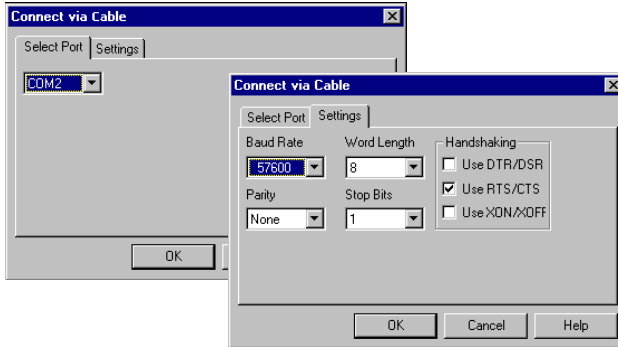 Connect via Cable
Select Port Settings
COM2
OK
Connect via Cable
Select Port Settings
Baud Rate Word Length Handshaking
57600 8 Use DTR/DSR
Use RTS/CTS
Parity Stop Bits
None 1 Use XON/XOFF
OK Cancel Help